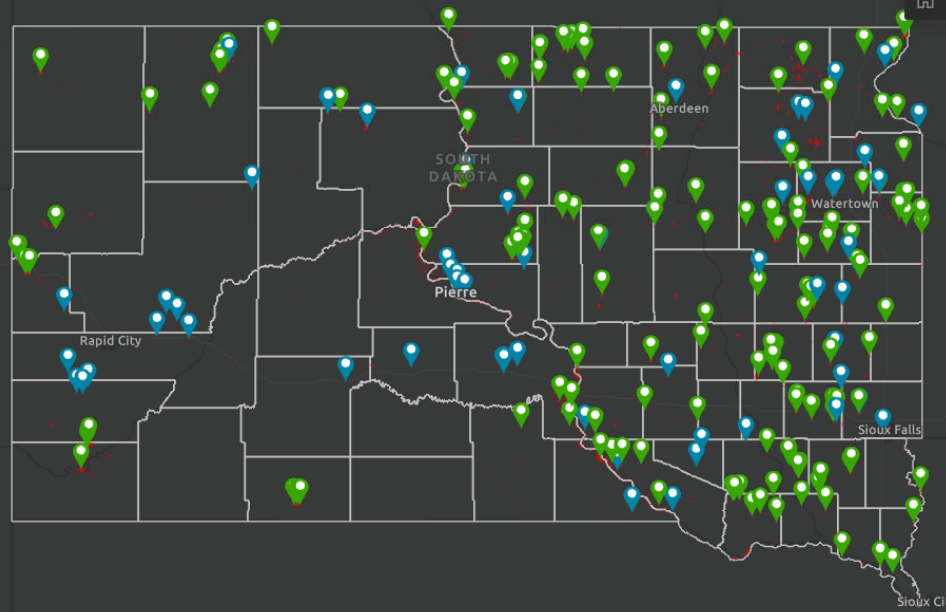 Aberdeen
SOUTH
DAKOTA
Watertown
Pierre
Rapid City
Sioux Falls
Sioux Ci